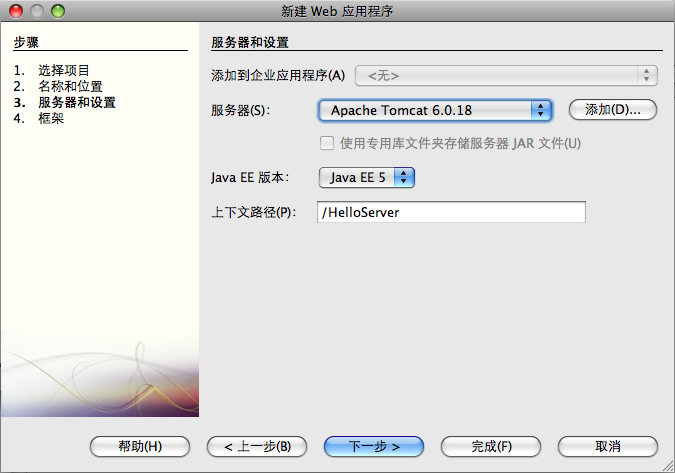 新建 Web 应用程序
步骤
1. 选择项目
2. 名称和位置
3. 服务器和设置
4. 框架
服务器和设置
添加到企业应用程序(A) <无>
服务器(S): Apache Tomcat 6.0.18 添加(D)...
使用专用库文件夹存储服务器 JAR 文件(U)
Java EE 版本: Java EE 5
上下文路径(P): /HelloServer
帮助(H) < 上一步(B) 下一步 > 完成(F) 取消